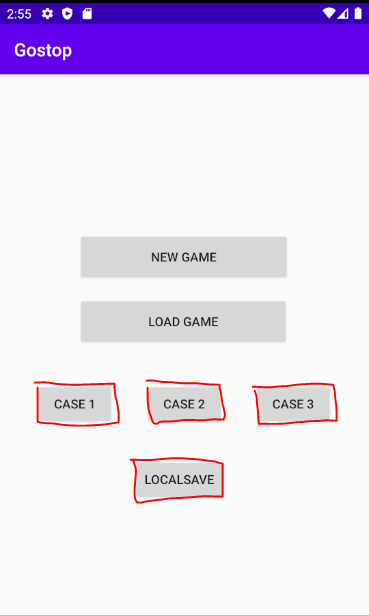 2:55
Gostop
NEW GAME
LOAD GAME
CASE 1 CASE 2 CASE 3
LOCALSAVE